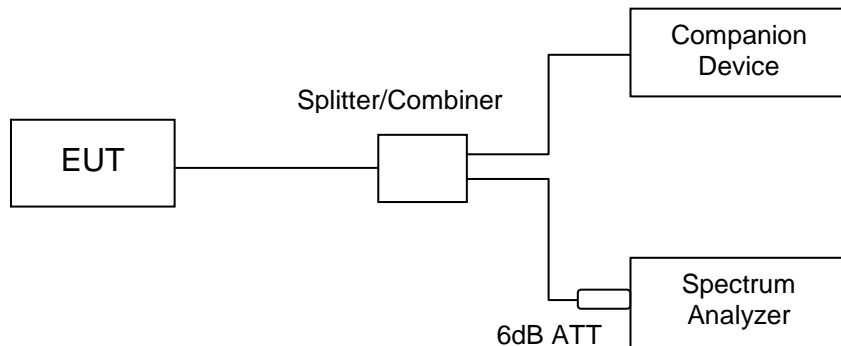 Companion
Device
Splitter/Combiner
EUT
Spectrum
Analyzer
6dB ATT